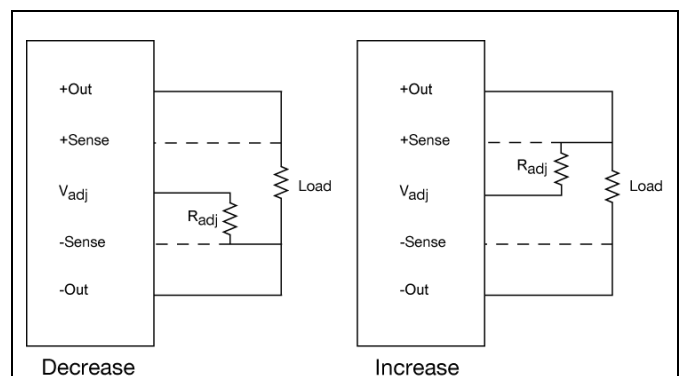 +Out
+Sense
Vadj
Radj
-Sense
-Out
Load
Decrease
+Out
+Sense
Radj
Vadj
-Sense
-Out
Load
Increase